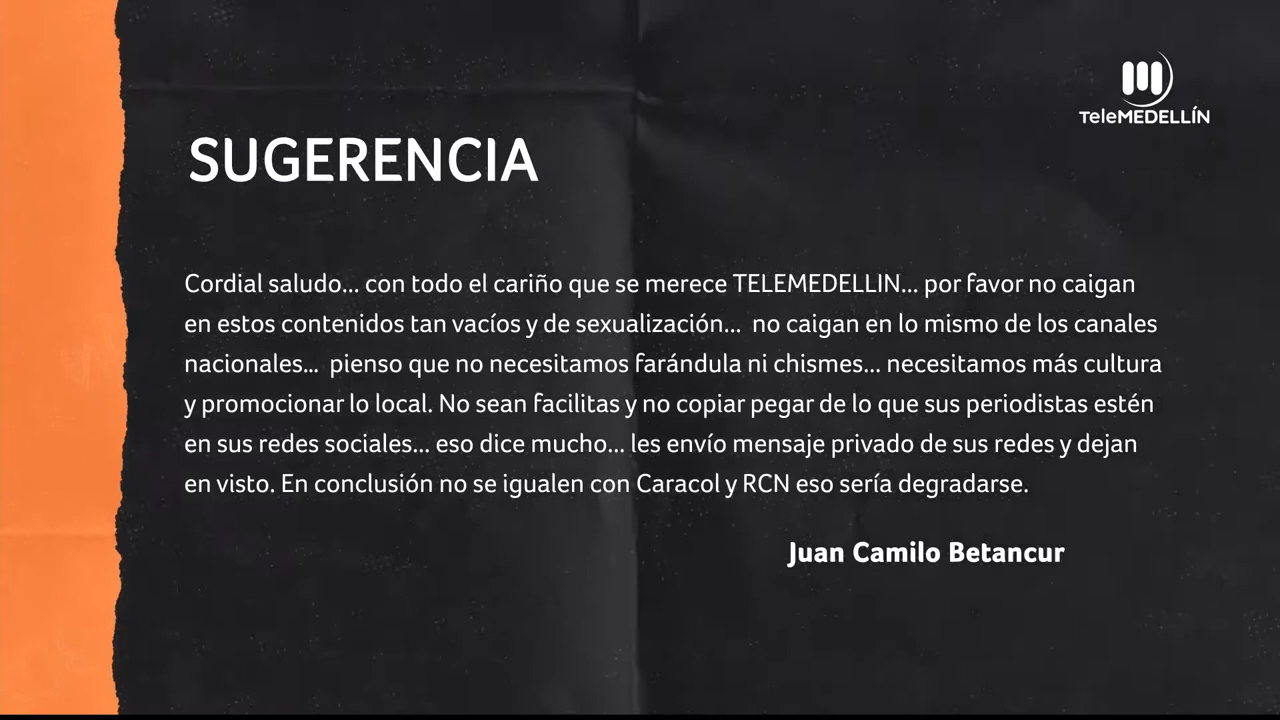 TeleMEDELLÍN
SUGERENCIA
Cordial saludo... con todo el cariño que se merece TELEMEDELLIN... por favor no caigan
en estos contenidos tan vacíos y de sexualización... no caigan en lo mismo de los canales
nacionales... pienso que no necesitamos farándula ni chismes... necesitamos más cultura
y promocionar lo local. No sean facilitas y no copiar pegar de lo que sus periodistas estén
en sus redes sociales... eso dice mucho... les envío mensaje privado de sus redes y dejan
en visto. En conclusión no se igualen con Caracol y RCN eso sería degradarse.
Juan Camilo Betancur